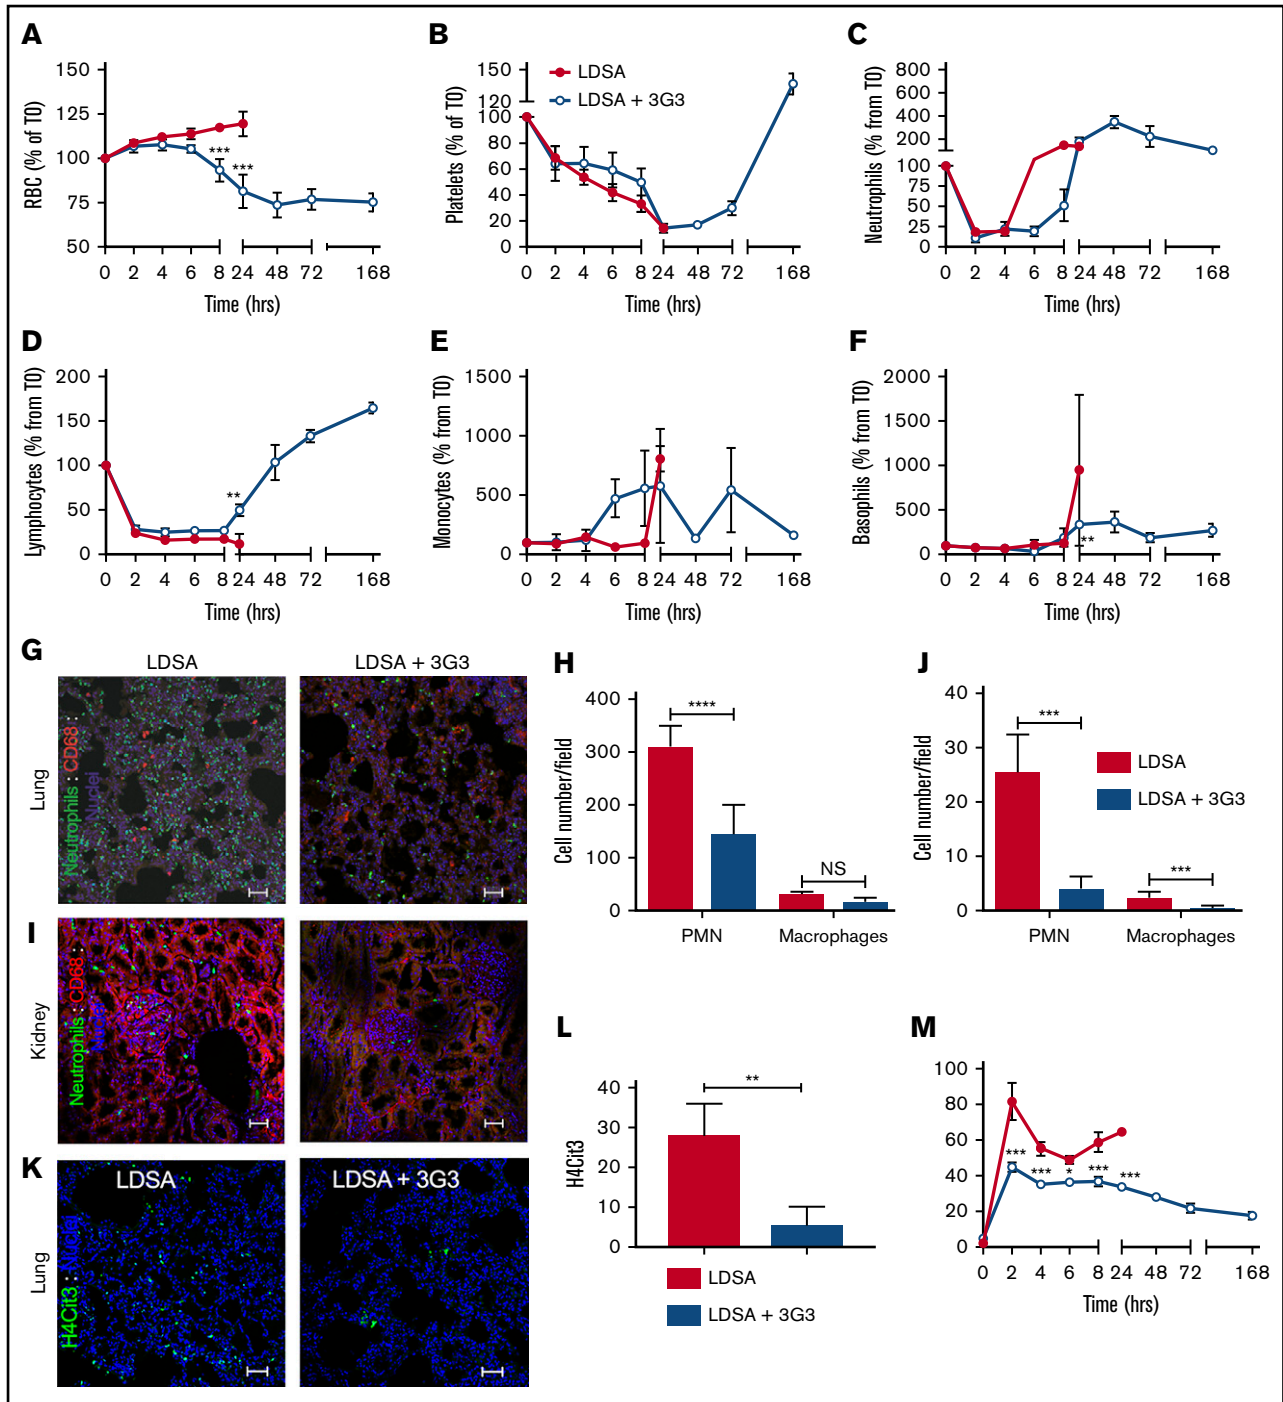 A
150
125
100
75
50
RBC (% of T0)
***
***
0 2 4 6 8 24 48 72 168
Time (hrs)
B
150
120
100
80
60
40
20
0
Platelets (% of T0)
LDSA
LDSA + 3G3
0 2 4 6 8 24 48 72 168
Time (hrs)
C
800
600
400
200
100
75
50
25
0
Neutrophils (% from T0)
0 2 4 6 8 24 48 72 168
Time (hrs)
D
200
150
100
50
0
Lymphocytes (% from T0)
**
0 2 4 6 8 24 48 72 168
Time (hrs)
E
1500
1000
500
0
Monocytes (% from T0)
0 2 4 6 8 24 48 72 168
Time (hrs)
F
2000
1500
1000
500
0
Basophils (% from T0)
**
0 2 4 6 8 24 48 72 168
Time (hrs)
G
LDSA
LDSA + 3G3
Lung
Neutrophils :: CD68 ::
Nuclei
H
400
300
200
100
0
Cell number/field
****
NS
PMN Macrophages
J
40
30
20
10
0
Cell number/field
***
***
LDSA
LDSA + 3G3
PMN Macrophages
I
Kidney
Neutrophils :: CD68 ::
Nuclei
K
LDSA
LDSA + 3G3
Lung
H4Cit3 :: Nuclei
L
40
30
20
10
0
H4Cit3
**
LDSA
LDSA + 3G3
M
100
80
60
40
20
0
***
***
*
***
***
0 2 4 6 8 24 48 72 168
Time (hrs)